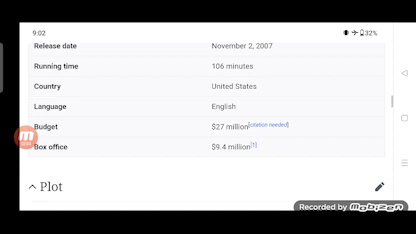 9:02 32%
Release date November 2, 2007
Running time 106 minutes
Country United States
Language English
Budget $27 million[citation needed]
Box office $9.4 million[1]
Plot
Recorded by Mobizen